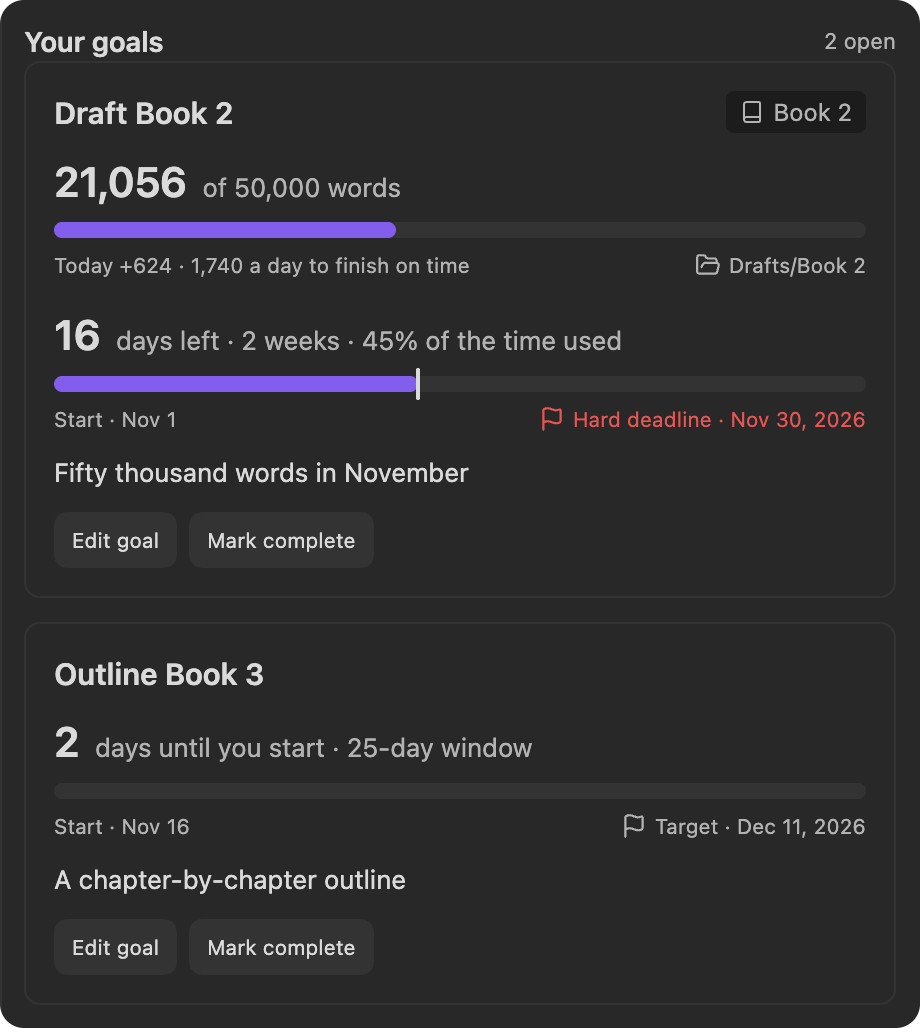 Your goals
2 open
Draft Book 2
Book 2
21,056 of 50,000 words
Today +624 · 1,740 a day to finish on time
Drafts/Book 2
16 days left · 2 weeks · 45% of the time used
Start · Nov 1
Hard deadline · Nov 30, 2026
Fifty thousand words in November
Edit goal
Mark complete
Outline Book 3
2 days until you start · 25-day window
Start · Nov 16
Target · Dec 11, 2026
A chapter-by-chapter outline
Edit goal
Mark complete